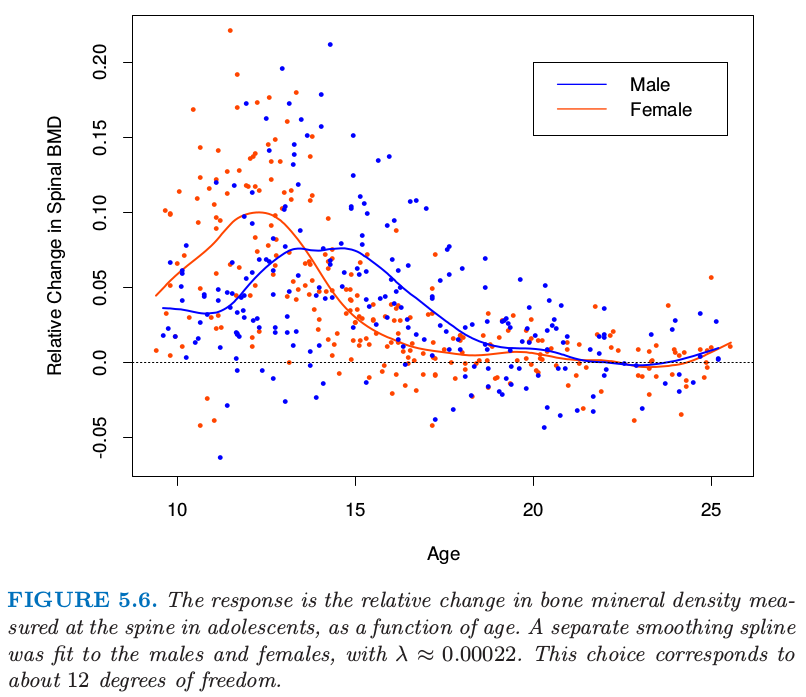 Relative Change in Spinal BMD
0.20
0.15
0.10
0.05
0.0
-0.05
Male
Female
10 15 20 25
Age
FIGURE 5.6. The response is the relative change in bone mineral density mea-
sured at the spine in adolescents, as a function of age. A separate smoothing spline
was fit to the males and females, with λ ≈ 0.00022. This choice corresponds to
about 12 degrees of freedom.